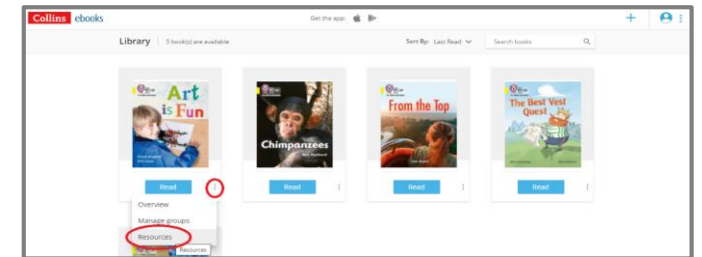 Collins ebooks
Get the app:
Library
5 book(s) are available
Sort By: Last Read
Search books
Art
is Fun
Chimpanzees
From the Top
The Best Vest
Quest
Read
Read
Read
Read
Overview
Manage groups
Resources
Resources